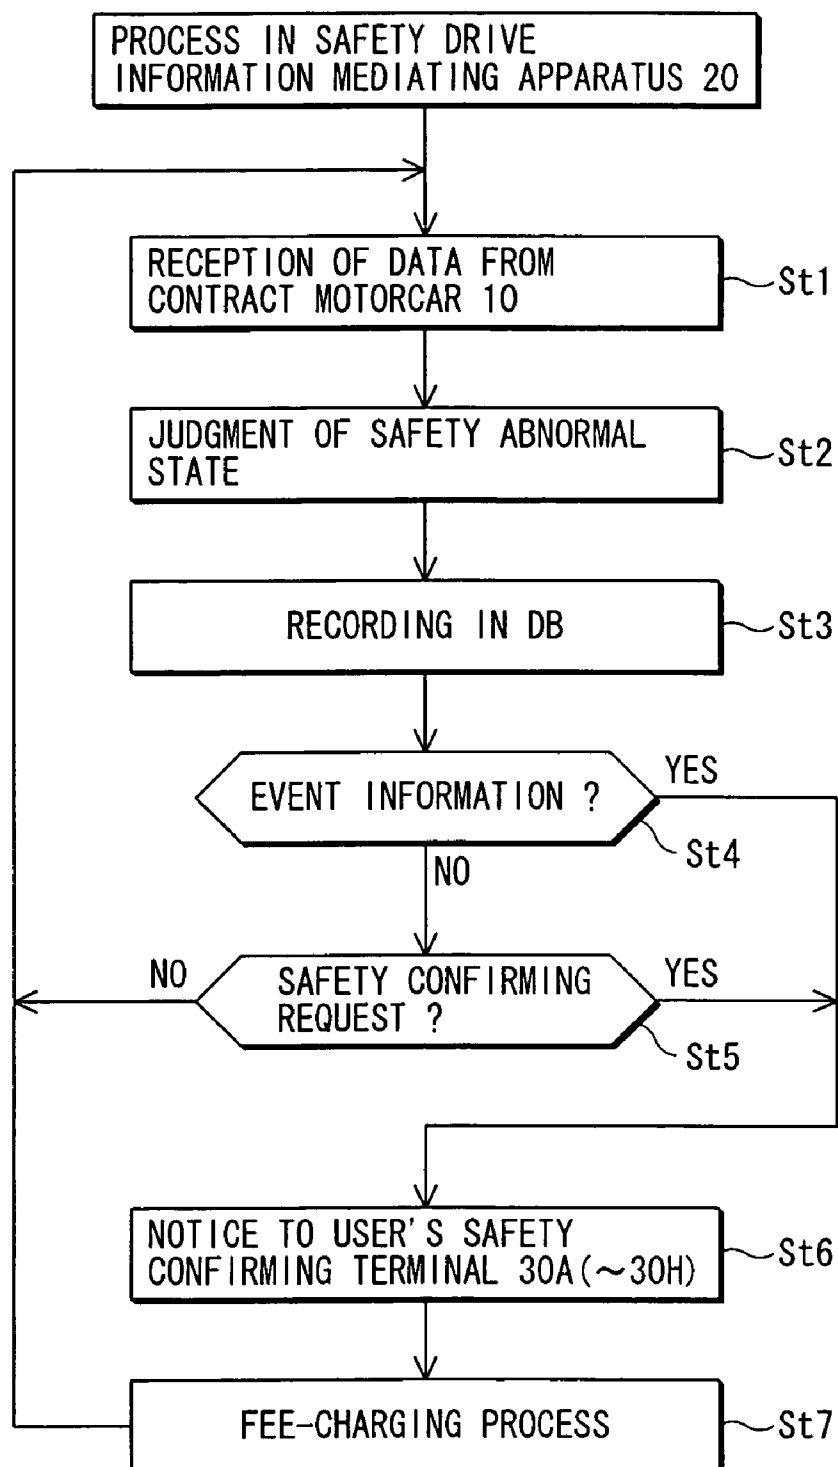 PROCESS IN SAFETY DRIVE
INFORMATION MEDIATING APPARATUS 20
RECEPTION OF DATA FROM
CONTRACT MOTORCAR 10
St1
JUDGMENT OF SAFETY ABNORMAL
STATE
St2
RECORDING IN DB
St3
EVENT INFORMATION ?
YES
St4
NO
NO
SAFETY CONFIRMING
REQUEST ?
YES
St5
NOTICE TO USER'S SAFETY
CONFIRMING TERMINAL 30A(~30H)
St6
FEE-CHARGING PROCESS
St7